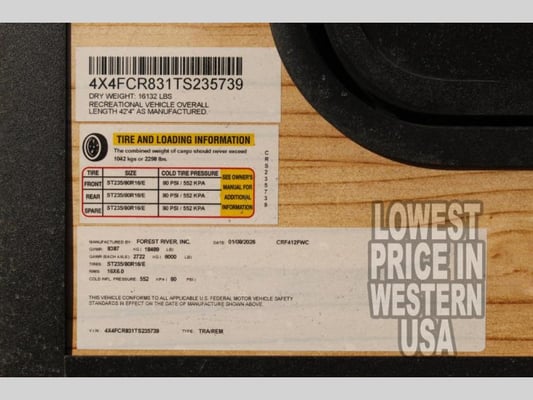 4X4FCR831TS235739
DRY WEIGHT: 16132 LBS
RECREATIONAL VEHICLE OVERALL
LENGTH 42'4" AS MANUFACTURED.
TIRE AND LOADING INFORMATION
The combined weight of cargo should never exceed
1042 kgs or 2298 lbs.
TIRE SIZE COLD TIRE PRESSURE
FRONT ST235/80R16/E 80 PSI / 552 KPA
REAR ST235/80R16/E 80 PSI / 552 KPA
SPARE ST235/80R16/E 80 PSI / 552 KPA
SEE OWNER'S
MANUAL FOR
ADDITIONAL
INFORMATION
CRS235739
MANUFACTURED BY FOREST RIVER, INC. DATE: 01/09/2026 CRF412FWC
GVWR: 8387 KG ( 18489 LB)
GAWR (EACH AXLE) 2722 KG ( 6000 LB)
TIRES: ST235/80R16/E
RIMS: 16X6.0
COLD INFL. PRESSURE: 552 KPA ( 80 PSI )
THIS VEHICLE CONFORMS TO ALL APPLICABLE U.S. FEDERAL MOTOR VEHICLE SAFETY
STANDARDS IN EFFECT ON THE DATE OF MANUFACTURE SHOWN ABOVE.
V.I.N.: 4X4FCR831TS235739 TYPE: TRA/REM
LOWEST
PRICE IN
WESTERN
USA